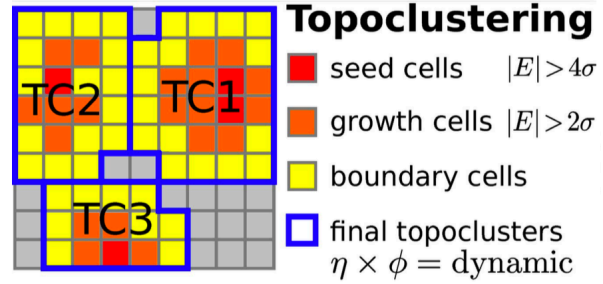 Topoclustering
TC2
TC1
TC3
seed cells |E|>4σ
growth cells |E|>2σ
boundary cells
final topoclusters
η × ϕ = dynamic